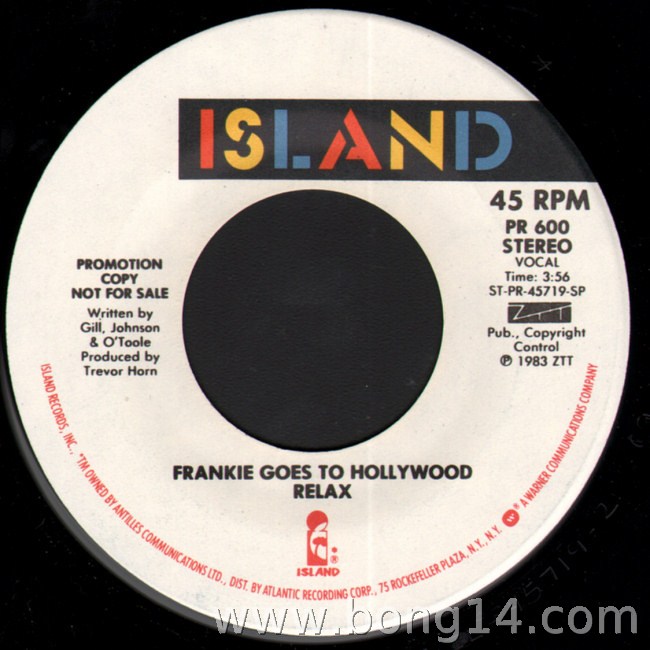 ISLAND
45 RPM
PR 600
STEREO
VOCAL
Time: 3:56
ST-PR-45719-SP
ZTT
Pub., Copyright
Control
℗ 1983 ZTT
PROMOTION
COPY
NOT FOR SALE
Written by
Gill, Johnson
& O'Toole
Produced by
Trevor Horn
FRANKIE GOES TO HOLLYWOOD
RELAX
®
ISLAND
ISLAND RECORDS, INC., *TM OWNED BY ANTILLES COMMUNICATIONS LTD., DIST. BY ATLANTIC RECORDING CORP., 75 ROCKEFELLER PLAZA, N.Y., N.Y. W® A WARNER COMMUNICATIONS COMPANY
www.bong14.com